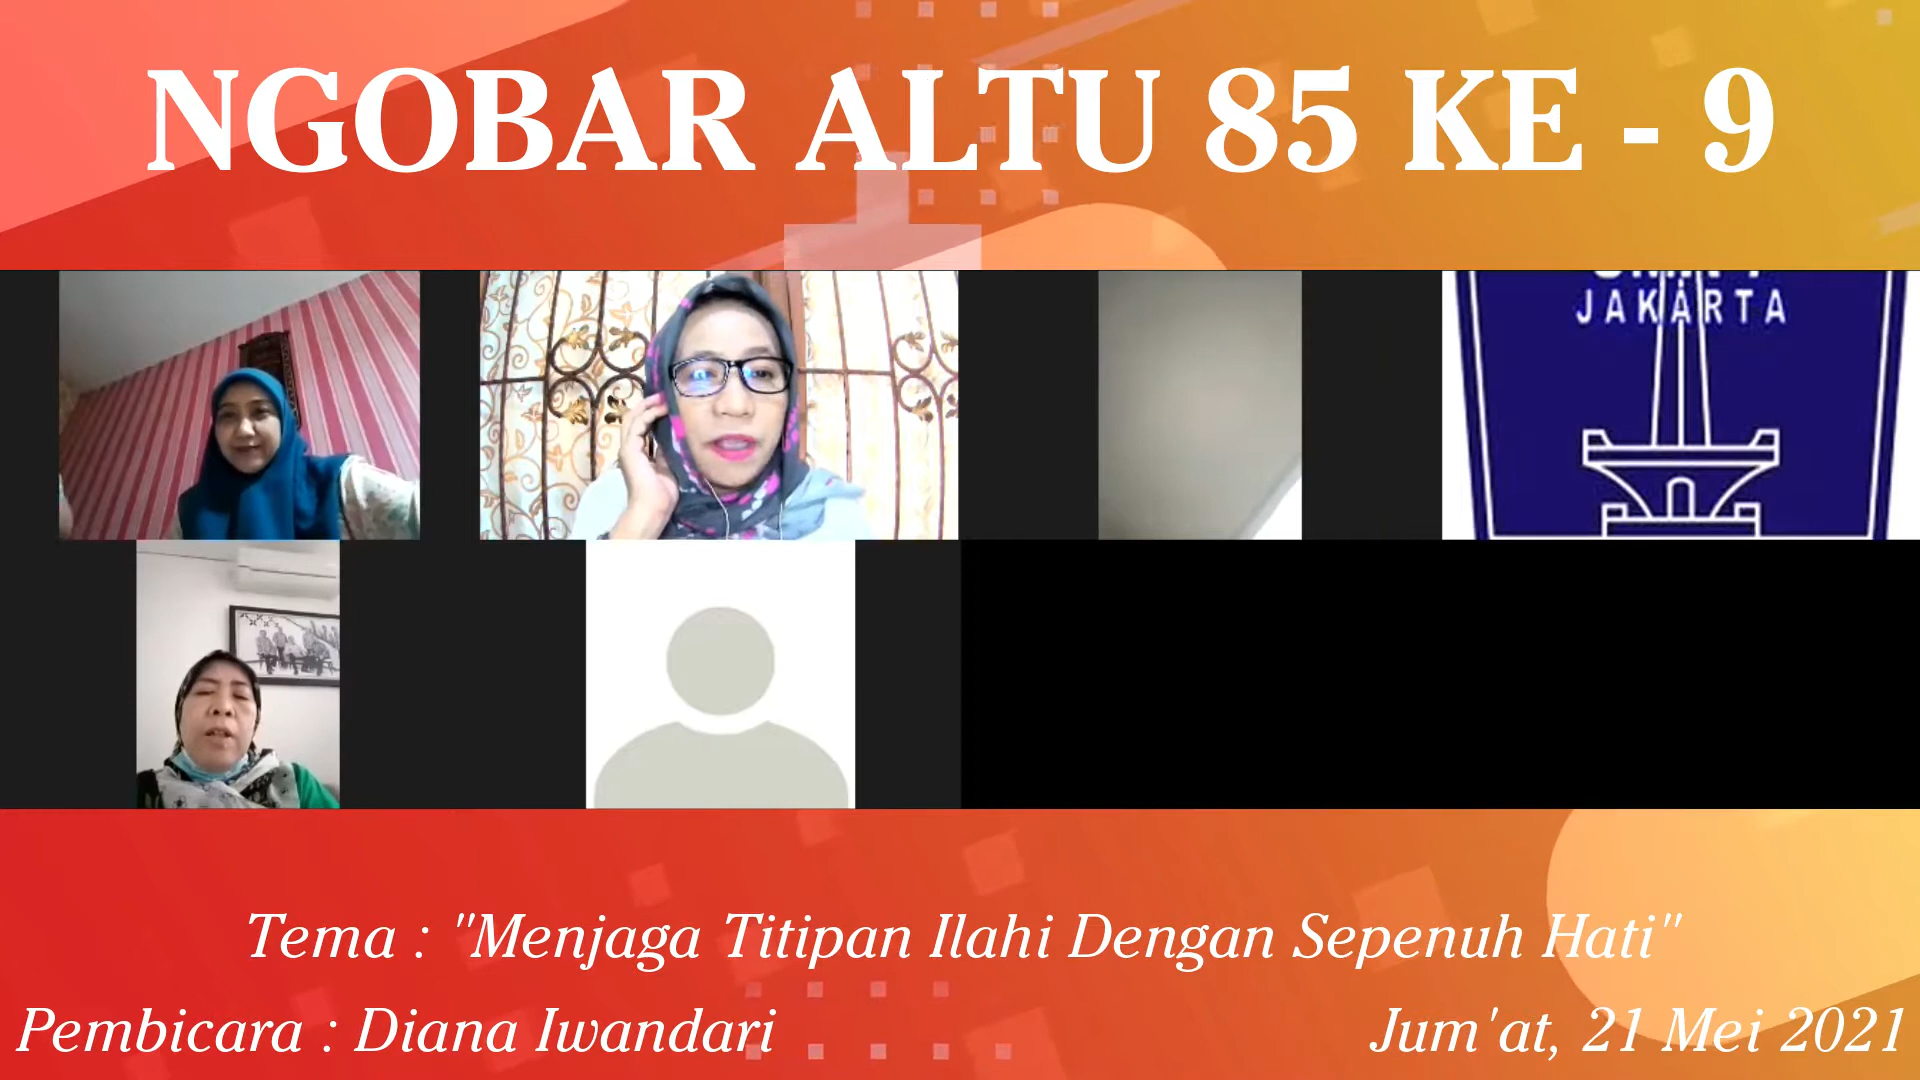 NGOBAR ALTU 85 KE - 9
JAKARTA
Tema : "Menjaga Titipan Ilahi Dengan Sepenuh Hati"
Pembicara : Diana Iwandari
Jum'at, 21 Mei 2021